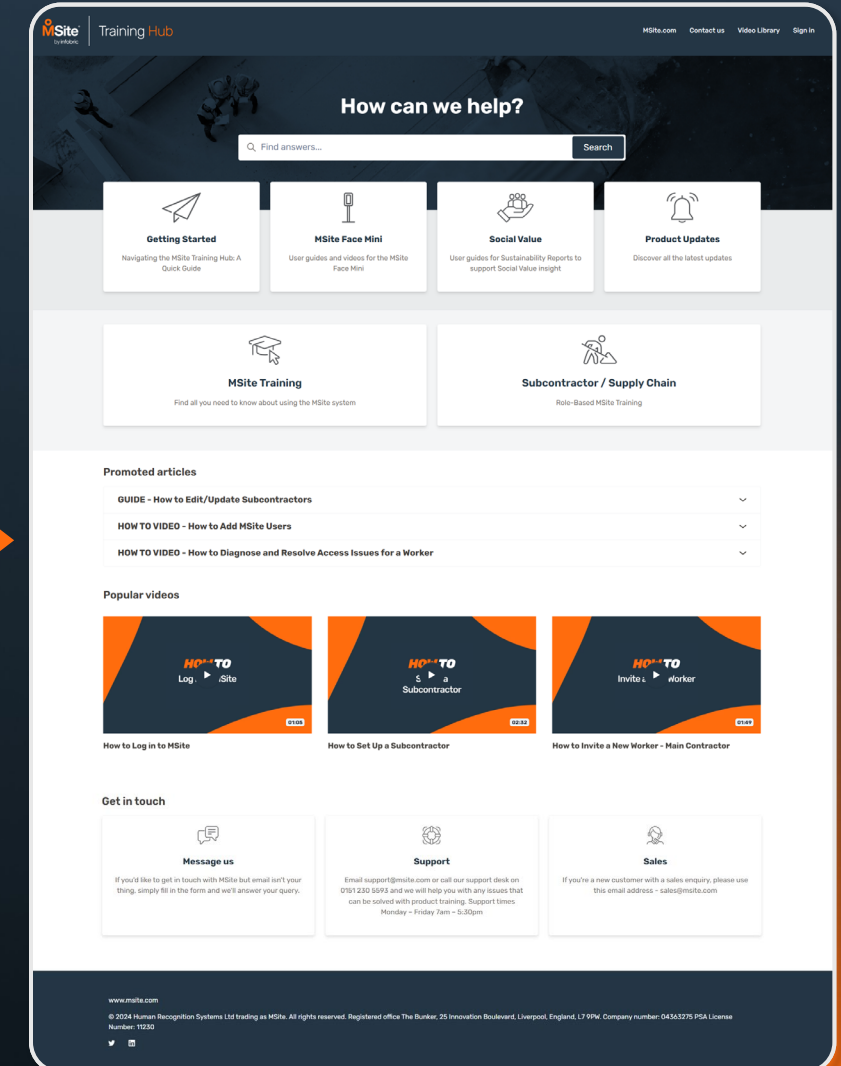 MSite
by infobric
Training Hub
MSite.com Contact us Video Library Sign in
How can we help?
Find answers...
Search
Getting Started
Navigating the MSite Training Hub: A
Quick Guide
MSite Face Mini
User guides and videos for the MSite
Face Mini
Social Value
User guides for Sustainability Reports to
support Social Value insight
Product Updates
Discover all the latest updates
MSite Training
Find all you need to know about using the MSite system
Subcontractor / Supply Chain
Role-Based MSite Training
Promoted articles
GUIDE - How to Edit/Update Subcontractors
HOW TO VIDEO - How to Add MSite Users
HOW TO VIDEO - How to Diagnose and Resolve Access Issues for a Worker
Popular videos
TO
Log
01:05
How to Log in to MSite
TO
a
Subcontractor
02:32
How to Set Up a Subcontractor
TO
Invite
01:49
How to Invite a New Worker - Main Contractor
Get in touch
Message us
If you'd like to get in touch with MSite but email isn't your
thing, simply fill in the form and we'll answer your query.
Support
Email support@msite.com or call our support desk on
0151 230 5593 and we will help you with any issues that
can be solved with product training. Support times
Monday – Friday 7am – 5:30pm
Sales
If you're a new customer with a sales enquiry, please use
this email address - sales@msite.com
www.msite.com
© 2024 Human Recognition Systems Ltd trading as MSite. All rights reserved. Registered office The Bunker, 25 Innovation Boulevard, Liverpool, England, L7 9PW. Company number: 04363275 PSA License
Number: 11230